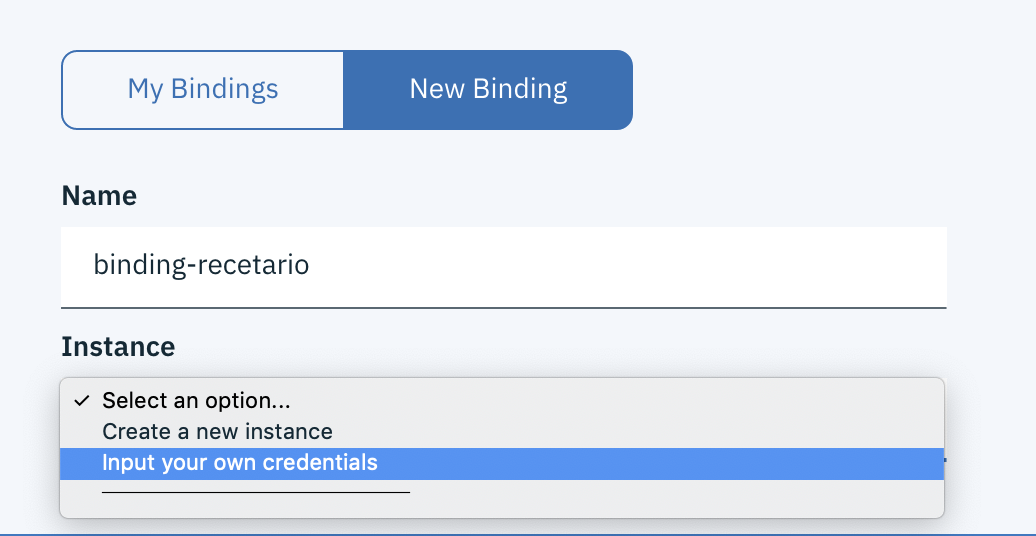 My Bindings New Binding
Name
binding-recetario
Instance
✓ Select an option...
Create a new instance
Input your own credentials